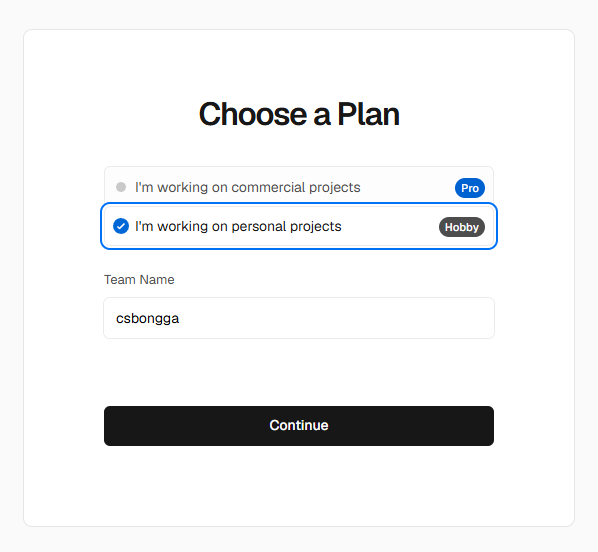 Choose a Plan
I'm working on commercial projects Pro
I'm working on personal projects Hobby
Team Name
csbongga
Continue